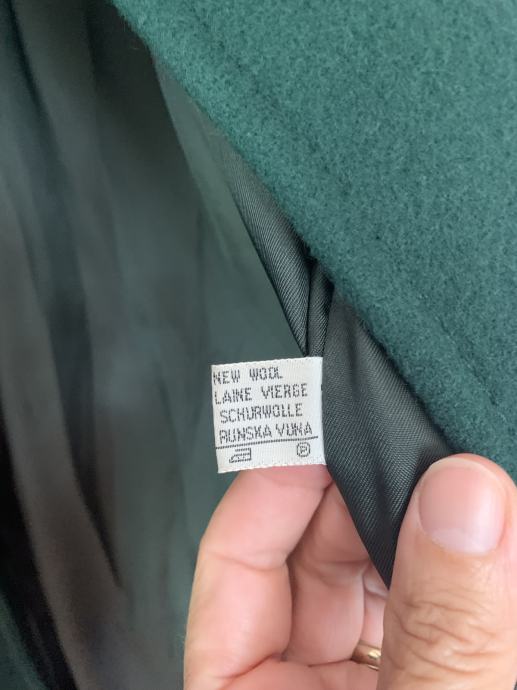 NEW WOOL
LAINE VIERGE
SCHURWOLLE
RUNSKA VUNA
P